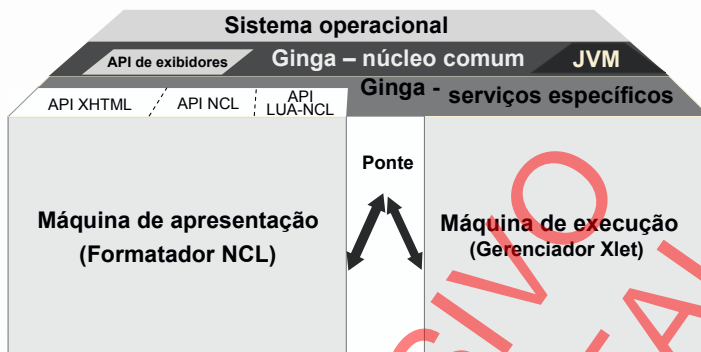 Sistema operacional
API de exibidores
Ginga – núcleo comum
JVM
Ginga - serviços específicos
API XHTML
API NCL
API
LUA-NCL
Ponte
Máquina de apresentação
(Formatador NCL)
Máquina de execução
(Gerenciador Xlet)